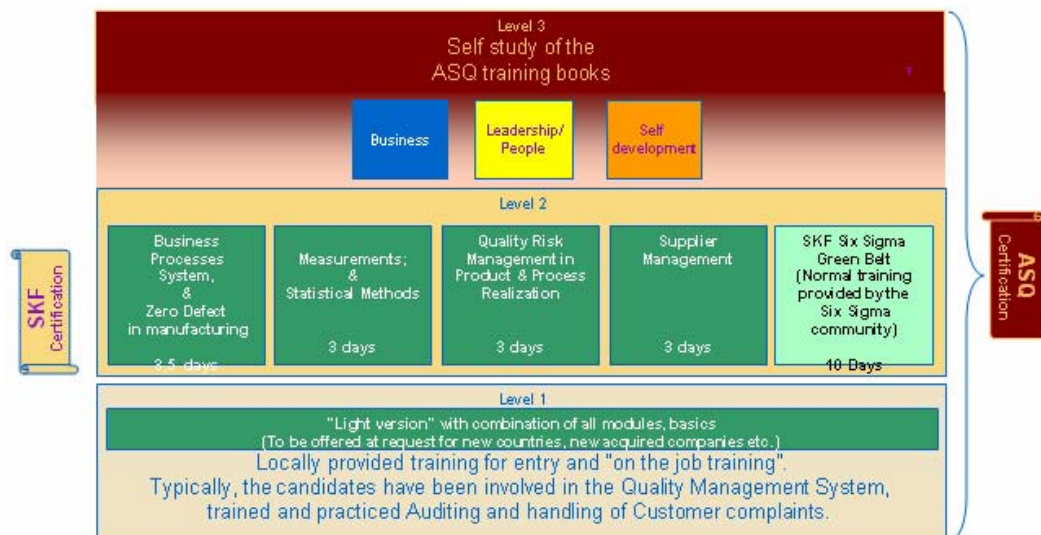 Level 3
Self study of the
ASQ training books
Business
Leadership/
People
Self
development
SKF
Certification
Level 2
Business
Processes
System,
&
Zero Defect
in manufacturing
3,5 days
Measurements;
&
Statistical Methods
3 days
Quality Risk
Management in
Product & Process
Realization
3 days
Supplier
Management
3 days
SKF Six Sigma
Green Belt
(Normal training
provided by the
Six Sigma
community)
10 Days
ASQ
Certification
Level 1
"Light version" with combination of all modules, basics
(To be offered at request for new countries, new acquired companies etc.)
Locally provided training for entry and "on the job training".
Typically, the candidates have been involved in the Quality Management System,
trained and practiced Auditing and handling of Customer complaints.